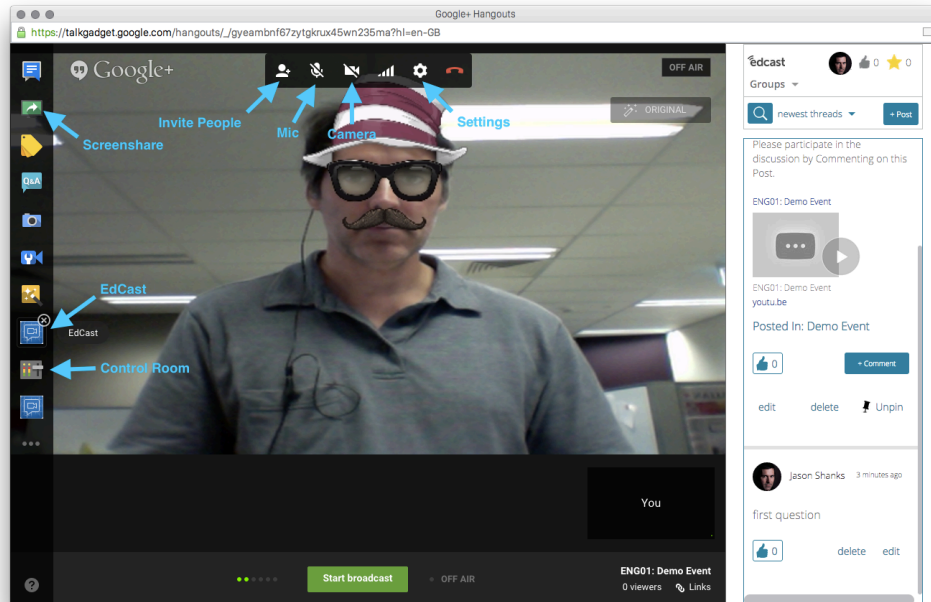 Google+ Hangouts
https://talkgadget.google.com/hangouts/_/gyeambnf67zytgkrux45wn235ma?hl=en-GB
Google+
OFF AIR
ORIGINAL
Invite People
Mic
Camera
Settings
Screenshare
Q&A
EdCast
EdCast
Control Room
You
Start broadcast
OFF AIR
ENG01: Demo Event
0 viewers
Links
edcast
0
0
Groups
newest threads
+ Post
Please participate in the
discussion by Commenting on this
Post.
ENG01: Demo Event
ENG01: Demo Event
youtu.be
Posted In: Demo Event
0
+ Comment
edit
delete
Unpin
Jason Shanks
3 minutes ago
first question
0
delete
edit